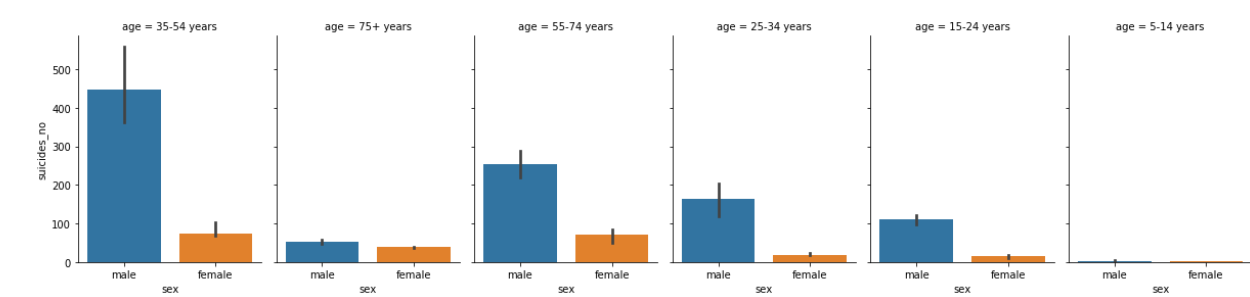 age = 35-54 years
age = 75+ years
age = 55-74 years
age = 25-34 years
age = 15-24 years
age = 5-14 years
suicides_no
500
400
300
200
100
0
male female
male female
male female
male female
male female
male female
sex
sex
sex
sex
sex
sex